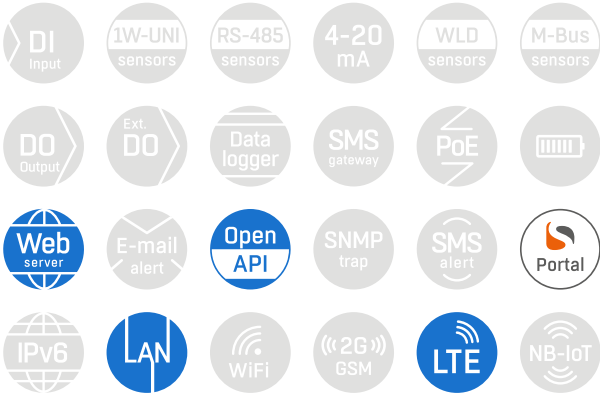 DI
Input
1W-UNI
sensors
RS-485
sensors
4-20
mA
WLD
sensors
M-Bus
sensors
DO
Output
Ext.
DO
Data
logger
SMS
gateway
PoE
Web
server
E-mail
alert
Open
API
SNMP
trap
SMS
alert
Portal
IPv6
LAN
WiFi
2G
GSM
LTE
NB-IoT